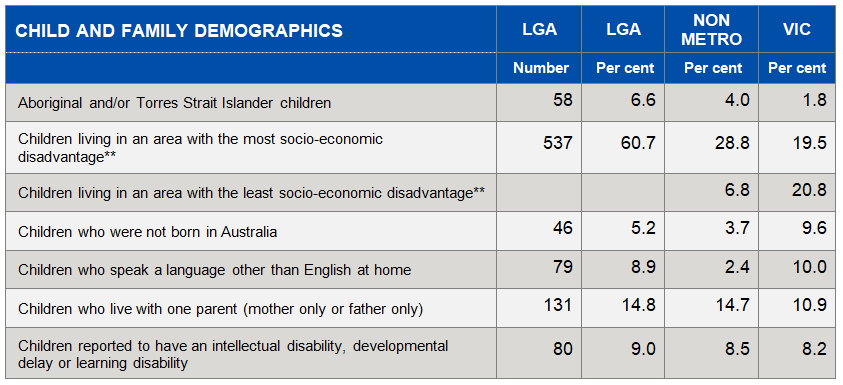 CHILD AND FAMILY DEMOGRAPHICS LGA LGA NON METRO VIC
Number Per cent Per cent Per cent
Aboriginal and/or Torres Strait Islander children 58 6.6 4.0 1.8
Children living in an area with the most socio-economic
disadvantage** 537 60.7 28.8 19.5
Children living in an area with the least socio-economic disadvantage** 6.8 20.8
Children who were not born in Australia 46 5.2 3.7 9.6
Children who speak a language other than English at home 79 8.9 2.4 10.0
Children who live with one parent (mother only or father only) 131 14.8 14.7 10.9
Children reported to have an intellectual disability, developmental
delay or learning disability 80 9.0 8.5 8.2